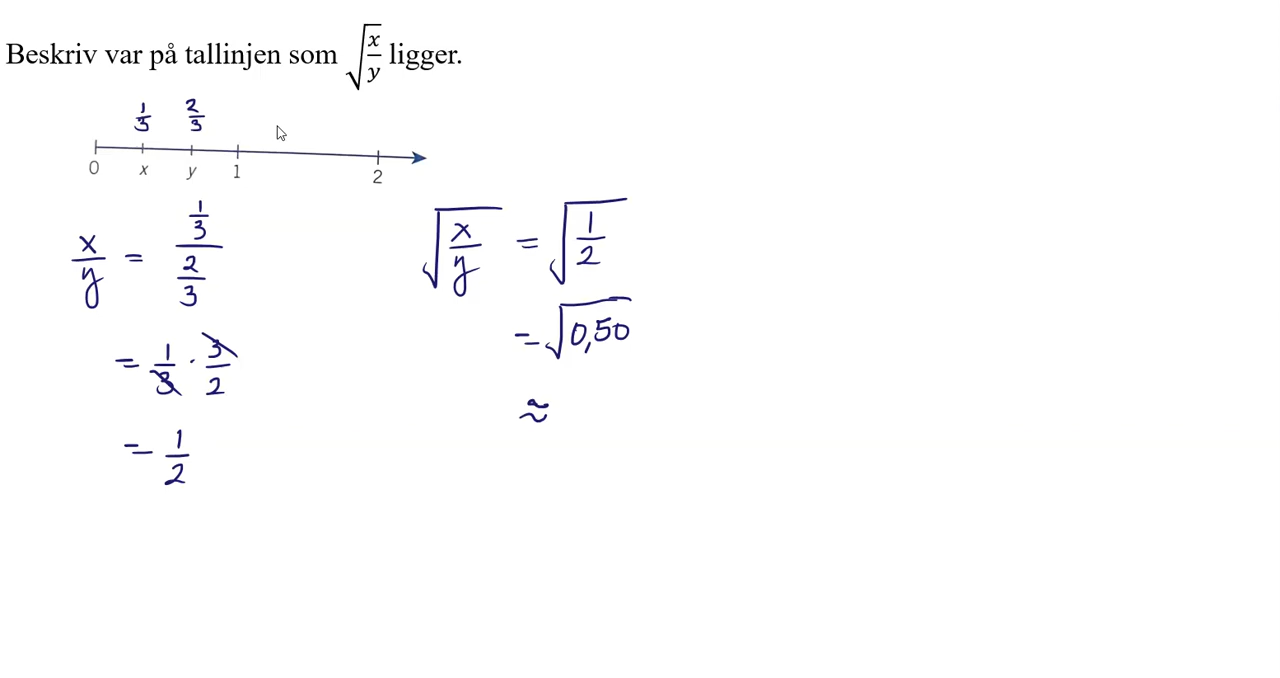 Beskriv var på tallinjen som √(x/y) ligger.
1/3 2/3
0 x y 1 2
x/y = (1/3)/(2/3)
= 1/3 · 3/2
= 1/2
√(x/y) = √(1/2)
= √0,50
≈